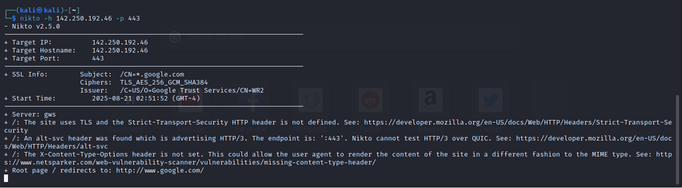 (kali㉿kali)-[~]
$ nikto -h 142.250.192.46 -p 443
- Nikto v2.5.0
+ Target IP: 142.250.192.46
+ Target Hostname: 142.250.192.46
+ Target Port: 443
+ SSL Info: Subject: /CN=*.google.com
Ciphers: TLS_AES_256_GCM_SHA384
Issuer: /C=US/O=Google Trust Services/CN=WR2
+ Start Time: 2025-08-21 02:51:52 (GMT-4)
+ Server: gws
+ /: The site uses TLS and the Strict-Transport-Security HTTP header is not defined. See: https://developer.mozilla.org/en-US/docs/Web/HTTP/Headers/Strict-Transport-Se
curity
+ /: An alt-svc header was found which is advertising HTTP/3. The endpoint is: ':443'. Nikto cannot test HTTP/3 over QUIC. See: https://developer.mozilla.org/en-US/doc
s/Web/HTTP/Headers/alt-svc
+ /: The X-Content-Type-Options header is not set. This could allow the user agent to render the content of the site in a different fashion to the MIME type. See: http
s://www.netsparker.com/web-vulnerability-scanner/vulnerabilities/missing-content-type-header/
+ Root page / redirects to: http://www.google.com/